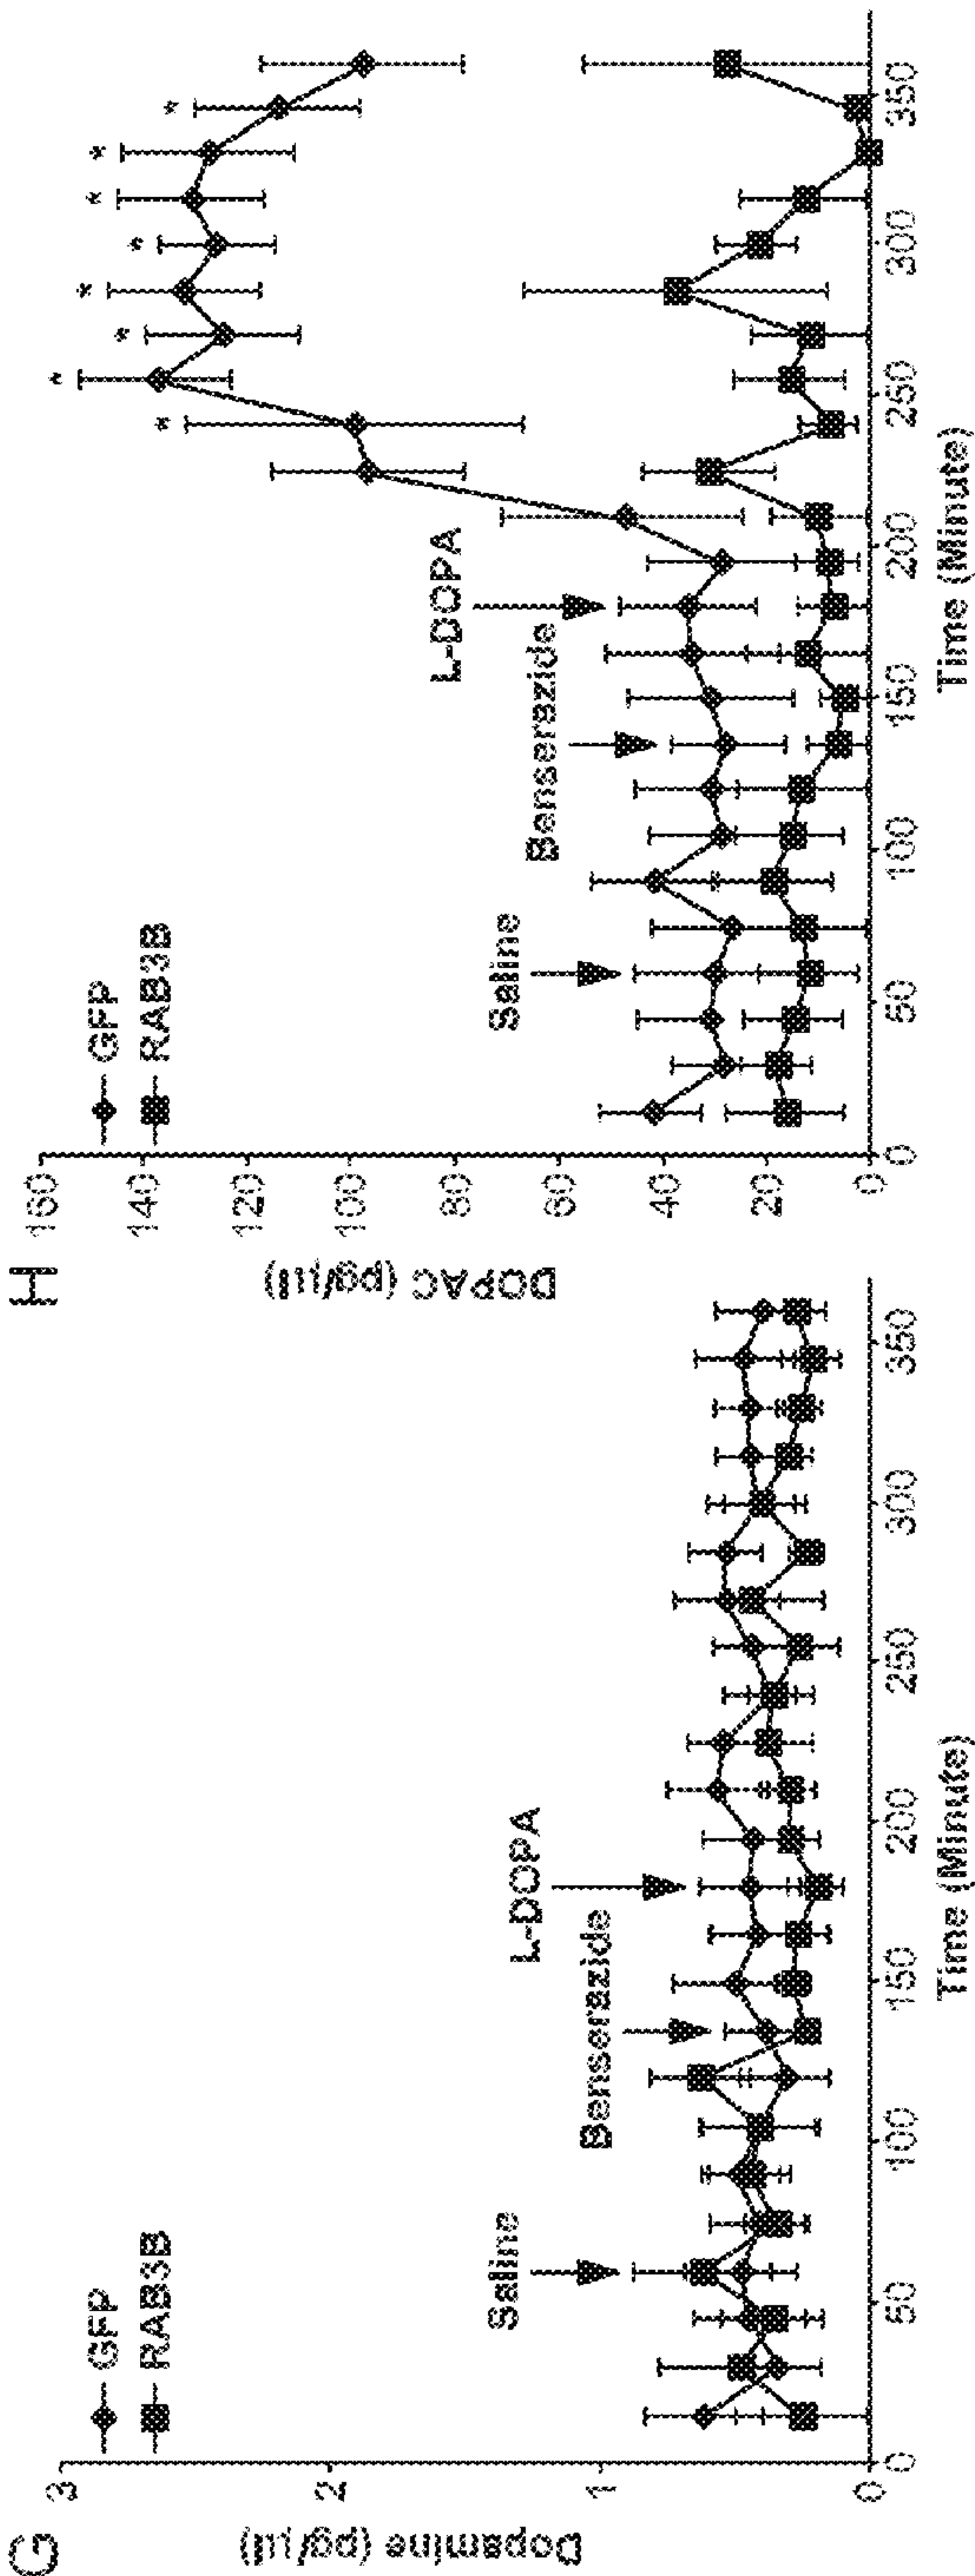 G
Dopamine (pg/μl)
3
2
1
0
GFP
RAB3B
Saline
Benserazide
L-DOPA
0 50 100 150 200 250 300 350
Time (Minute)
H
DOPAC (pg/μl)
160
140
120
100
80
60
40
20
0
GFP
RAB3B
Saline
Benserazide
L-DOPA
* * * * * * * *
0 50 100 150 200 250 300 350
Time (Minute)